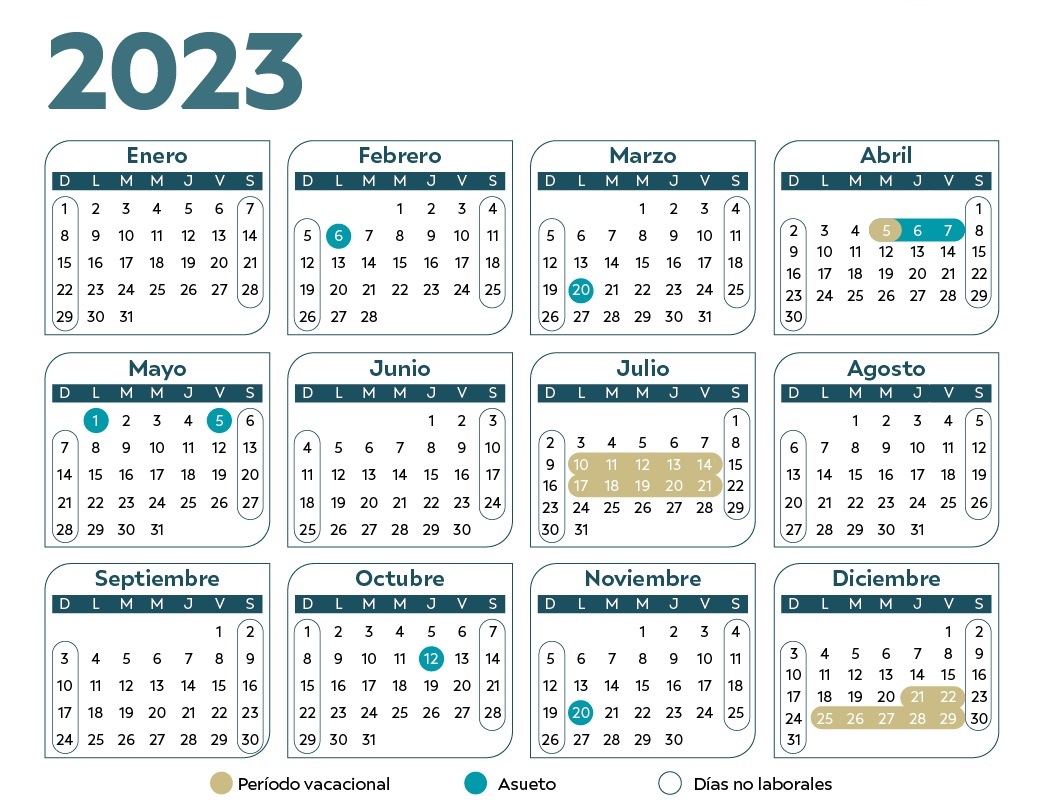 2023
Enero
D L M M J V S
1 2 3 4 5 6 7
8 9 10 11 12 13 14
15 16 17 18 19 20 21
22 23 24 25 26 27 28
29 30 31
Febrero
D L M M J V S
1 2 3 4
5 6 7 8 9 10 11
12 13 14 15 16 17 18
19 20 21 22 23 24 25
26 27 28
Marzo
D L M M J V S
1 2 3 4
5 6 7 8 9 10 11
12 13 14 15 16 17 18
19 20 21 22 23 24 25
26 27 28 29 30 31
Abril
D L M M J V S
1
2 3 4 5 6 7 8
9 10 11 12 13 14 15
16 17 18 19 20 21 22
23 24 25 26 27 28 29
30
Mayo
D L M M J V S
1 2 3 4 5 6
7 8 9 10 11 12 13
14 15 16 17 18 19 20
21 22 23 24 25 26 27
28 29 30 31
Junio
D L M M J V S
1 2 3
4 5 6 7 8 9 10
11 12 13 14 15 16 17
18 19 20 21 22 23 24
25 26 27 28 29 30
Julio
D L M M J V S
1
2 3 4 5 6 7 8
9 10 11 12 13 14 15
16 17 18 19 20 21 22
23 24 25 26 27 28 29
30 31
Agosto
D L M M J V S
1 2 3 4 5
6 7 8 9 10 11 12
13 14 15 16 17 18 19
20 21 22 23 24 25 26
27 28 29 30 31
Septiembre
D L M M J V S
1 2
3 4 5 6 7 8 9
10 11 12 13 14 15 16
17 18 19 20 21 22 23
24 25 26 27 28 29 30
Octubre
D L M M J V S
1 2 3 4 5 6 7
8 9 10 11 12 13 14
15 16 17 18 19 20 21
22 23 24 25 26 27 28
29 30 31
Noviembre
D L M M J V S
1 2 3 4
5 6 7 8 9 10 11
12 13 14 15 16 17 18
19 20 21 22 23 24 25
26 27 28 29 30
Diciembre
D L M M J V S
1 2
3 4 5 6 7 8 9
10 11 12 13 14 15 16
17 18 19 20 21 22 23
24 25 26 27 28 29 30
31
Período vacacional
Asueto
Días no laborales